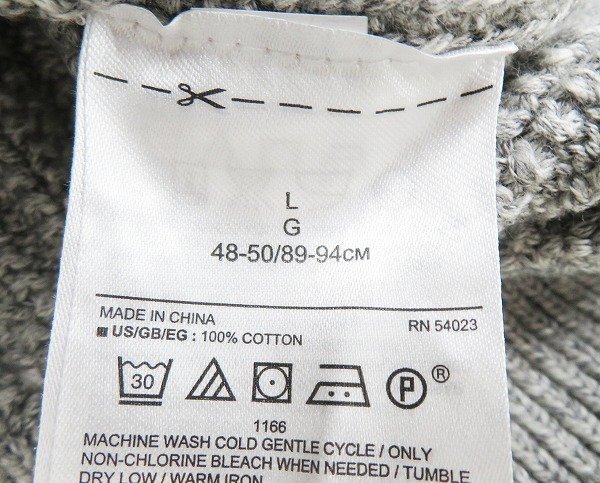 L
G
48-50/89-94CM
MADE IN CHINA RN 54023
US/GB/EG : 100% COTTON
30 P ®
1166
MACHINE WASH COLD GENTLE CYCLE / ONLY
NON-CHLORINE BLEACH WHEN NEEDED / TUMBLE
DRY LOW / WARM IRON